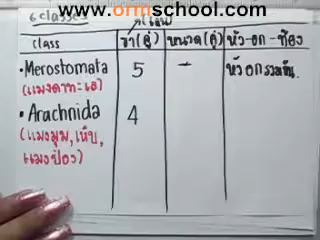 www.ormschool.com
6 classes
class ขา(คู่) หนวด(คู่) หัว-อก-ท้อง
• Merostomata 5 - หัวอกรวมกัน
(แมงดาทะเล)
• Arachnida 4
(แมงมุม, เห็บ,
แมงป่อง)